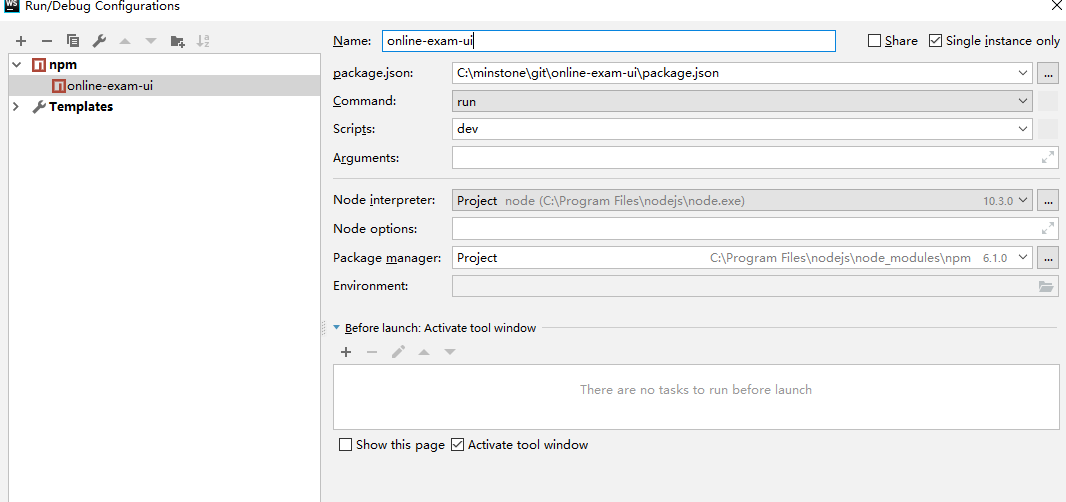 WS Run/Debug Configurations
npm
online-exam-ui
Templates
Name: online-exam-ui Share Single instance only
package.json: C:\minstone\git\online-exam-ui\package.json ...
Command: run
Scripts: dev
Arguments:
Node interpreter: Project node (C:\Program Files\nodejs\node.exe) 10.3.0 ...
Node options:
Package manager: Project C:\Program Files\nodejs\node_modules\npm 6.1.0 ...
Environment:
Before launch: Activate tool window
There are no tasks to run before launch
Show this page Activate tool window